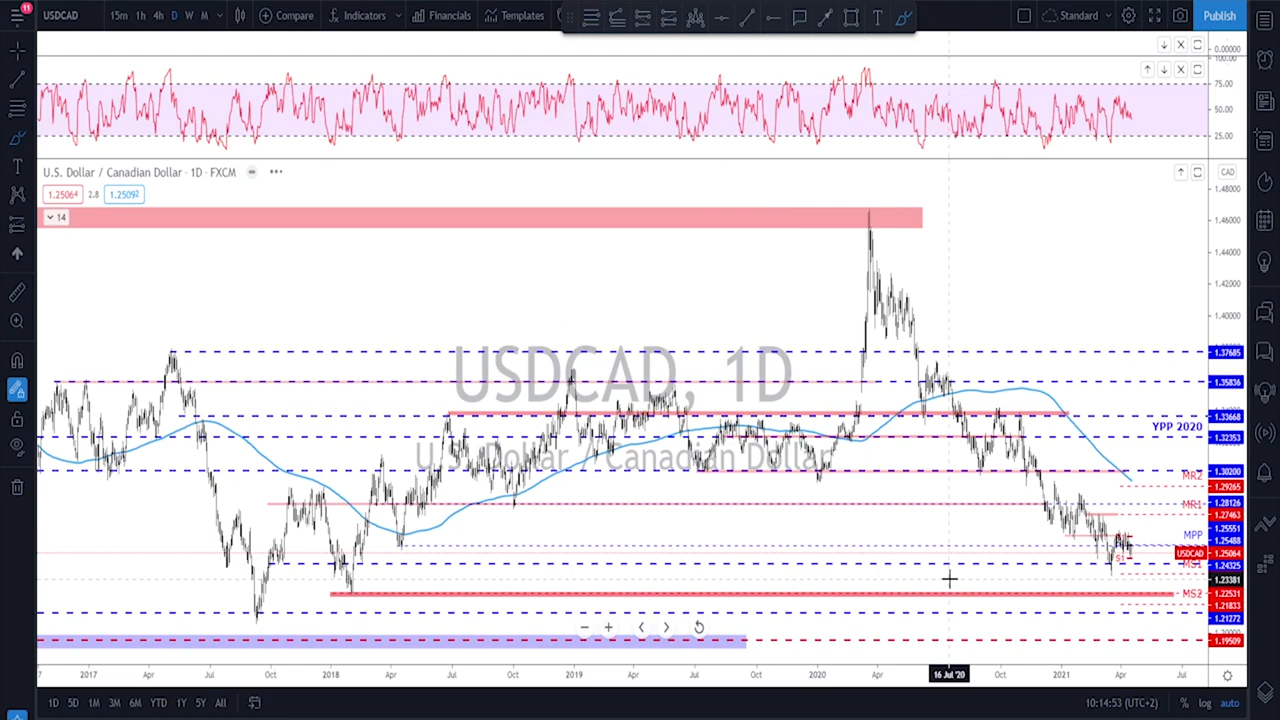 11
USDCAD 15m 1h 4h D W M Compare Indicators Financials Templates Standard Publish
0.00000
100.00
75.00
50.00
25.00
U.S. Dollar / Canadian Dollar · 1D · FXCM
CAD
1.25064 2.8 1.25092
14
1.48000
1.46000
1.44000
1.42000
1.40000
1.37685
USDCAD, 1D
1.35836
1.33668
YPP 2020
1.32353
U.S. Dollar / Canadian Dollar
1.30200
MR2
1.29265
MR1
1.28126
1.27463
1.25551
MPP
1.25488
USDCAD 1.25064
S1
MS1
1.24325
1.23381
MS2 1.22531
1.21833
1.21272
1.19509
2017 Apr Jul Oct 2018 Apr Jul Oct 2019 Apr Jul Oct 2020 Apr 16 Jul '20 Oct 2021 Apr Jul
1D 5D 1M 3M 6M YTD 1Y 5Y All 10:14:53 (UTC+2) % log auto